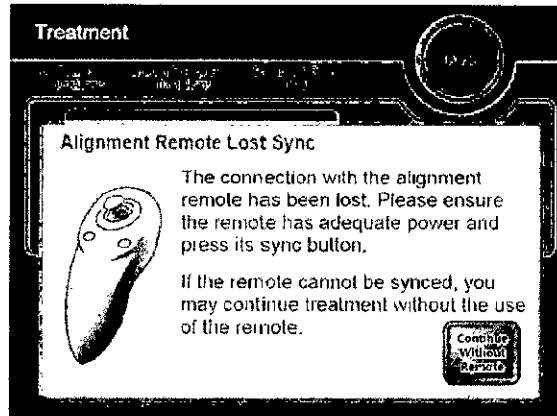 Treatment
Alignment Remote Lost Sync
The connection with the alignment
remote has been lost. Please ensure
the remote has adequate power and
press its sync button.
If the remote cannot be synced, you
may continue treatment without the use
of the remote.
Continue
Without
Remote